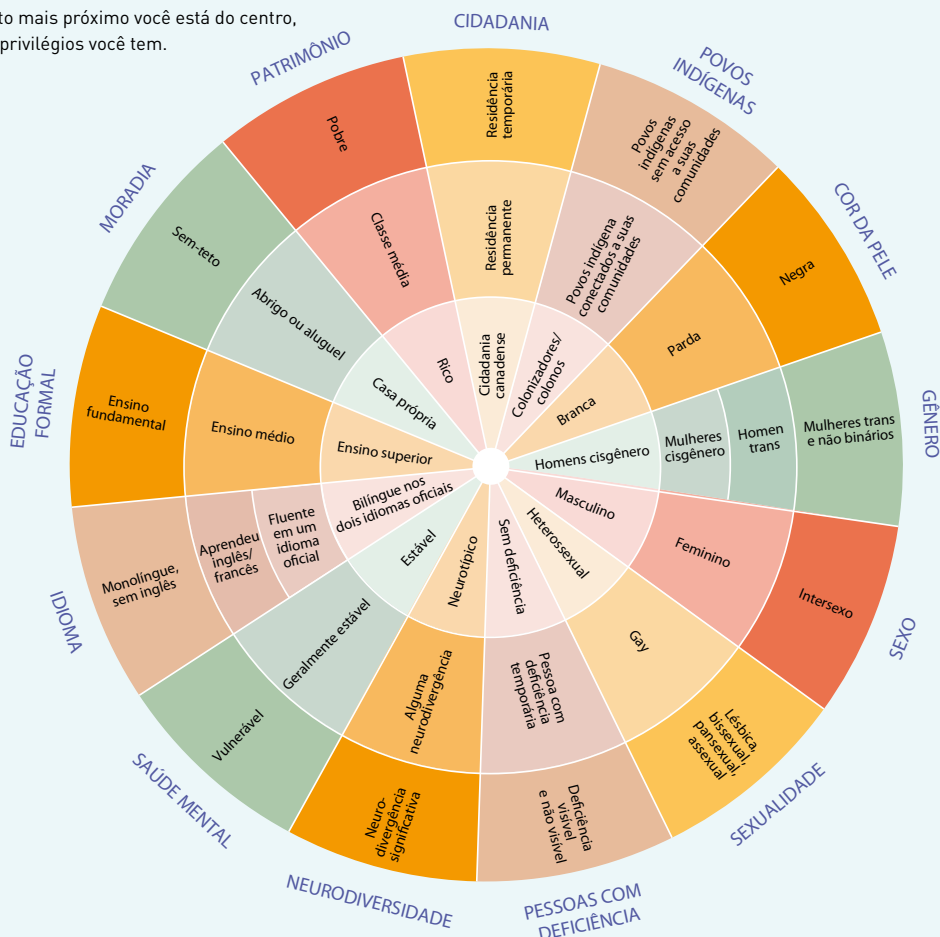 to mais próximo você está do centro,
privilégios você tem.
CIDADANIA
Residência
temporária
Residência
permanente
Cidadania
canadense
POVOS
INDÍGENAS
Povos
indígenas
sem acesso
a suas
comunidades
Povos indígena
conectados a suas
comunidades
Colonizadores/
colonos
COR DA PELE
Negra
Parda
Branca
GÊNERO
Mulheres trans
e não binários
Homen
trans
Mulheres
cisgênero
Homens cisgênero
SEXO
Intersexo
Feminino
Masculino
SEXUALIDADE
Lésbica,
bissexual,
pansexual,
assexual
Gay
Heterossexual
PESSOAS COM
DEFICIÊNCIA
Deficiência
visível
e não visível
Pessoa com
deficiência
temporária
Sem deficiência
NEURODIVERSIDADE
Neuro-
divergência
significativa
Alguma
neurodivergência
Neurotípico
SAÚDE MENTAL
Vulnerável
Geralmente estável
Estável
IDIOMA
Monolíngue,
sem inglês
Aprendeu
inglês/
francês
Fluente
em um
idioma
oficial
Bilíngue nos
dois idiomas oficiais
EDUCAÇÃO
FORMAL
Ensino
fundamental
Ensino médio
Ensino superior
MORADIA
Sem-teto
Abrigo ou aluguel
Casa própria
PATRIMÔNIO
Pobre
Classe média
Rico